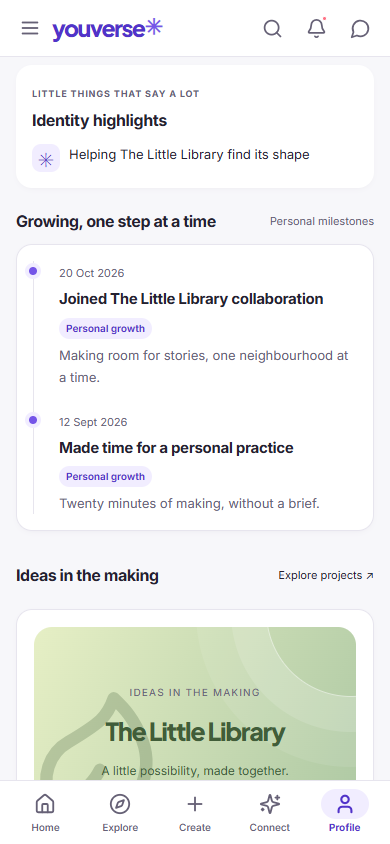 youverse
LITTLE THINGS THAT SAY A LOT
Identity highlights
Helping The Little Library find its shape
Growing, one step at a time
Personal milestones
20 Oct 2026
Joined The Little Library collaboration
Personal growth
Making room for stories, one neighbourhood at
a time.
12 Sept 2026
Made time for a personal practice
Personal growth
Twenty minutes of making, without a brief.
Ideas in the making
Explore projects ↗
IDEAS IN THE MAKING
The Little Library
A little possibility, made together.
Home
Explore
Create
Connect
Profile